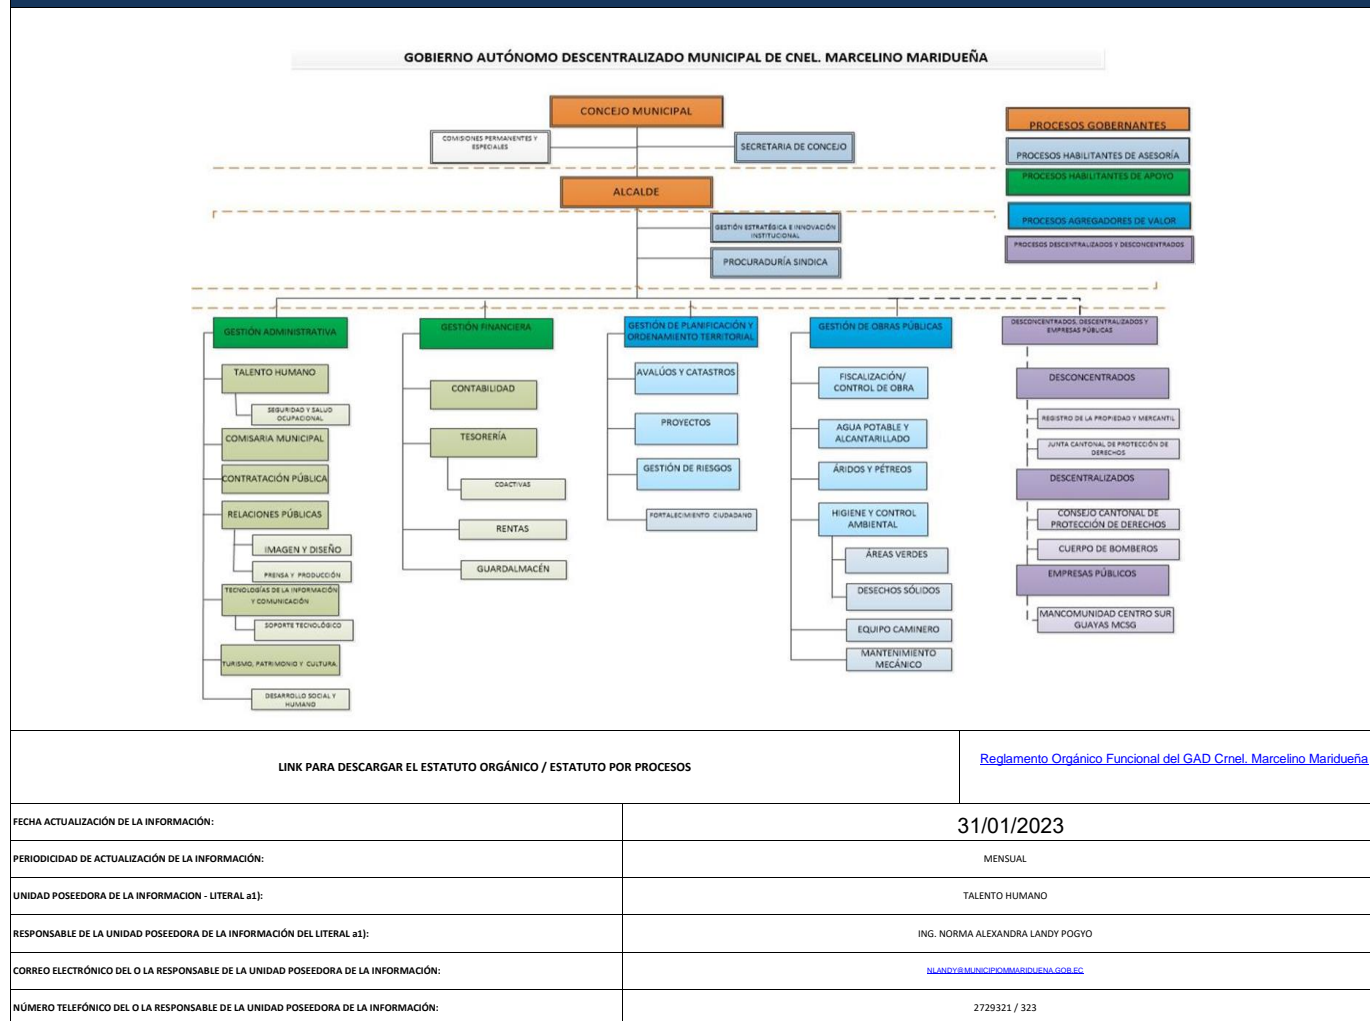 GOBIERNO AUTÓNOMO DESCENTRALIZADO MUNICIPAL DE CNEL. MARCELINO MARIDUEÑA
CONCEJO MUNICIPAL
COMISIONES PERMANENTES Y
ESPECIALES
SECRETARIA DE CONCEJO
ALCALDE
GESTIÓN ESTRATÉGICA E INNOVACIÓN
INSTITUCIONAL
PROCURADURÍA SINDICA
PROCESOS GOBERNANTES
PROCESOS HABILITANTES DE ASESORÍA
PROCESOS HABILITANTES DE APOYO
PROCESOS AGREGADORES DE VALOR
PROCESOS DESCENTRALIZADOS Y DESCONCENTRADOS
GESTIÓN ADMINISTRATIVA
TALENTO HUMANO
SEGURIDAD Y SALUD
OCUPACIONAL
COMISARIA MUNICIPAL
CONTRATACIÓN PÚBLICA
RELACIONES PÚBLICAS
IMAGEN Y DISEÑO
PRENSA Y PRODUCCIÓN
TECNOLOGÍAS DE LA INFORMACIÓN
Y COMUNICACIÓN
SOPORTE TECNOLÓGICO
TURISMO, PATRIMONIO Y CULTURA.
DESARROLLO SOCIAL Y
HUMANO
GESTIÓN FINANCIERA
CONTABILIDAD
TESORERÍA
COACTIVAS
RENTAS
GUARDALMACÉN
GESTIÓN DE PLANIFICACIÓN Y
ORDENAMIENTO TERRITORIAL
AVALÚOS Y CATASTROS
PROYECTOS
GESTIÓN DE RIESGOS
FORTALECIMIENTO CIUDADANO
GESTIÓN DE OBRAS PÚBLICAS
FISCALIZACIÓN/
CONTROL DE OBRA
AGUA POTABLE Y
ALCANTARILLADO
ÁRIDOS Y PÉTREOS
HIGIENE Y CONTROL
AMBIENTAL
ÁREAS VERDES
DESECHOS SÓLIDOS
EQUIPO CAMINERO
MANTENIMIENTO
MECÁNICO
DESCONCENTRADOS, DESCENTRALIZADOS Y
EMPRESAS PÚBLICAS
DESCONCENTRADOS
REGISTRO DE LA PROPIEDAD Y MERCANTIL
JUNTA CANTONAL DE PROTECCIÓN DE
DERECHOS
DESCENTRALIZADOS
CONSEJO CANTONAL DE
PROTECCIÓN DE DERECHOS
CUERPO DE BOMBEROS
EMPRESAS PÚBLICOS
MANCOMUNIDAD CENTRO SUR
GUAYAS MCSG
LINK PARA DESCARGAR EL ESTATUTO ORGÁNICO / ESTATUTO POR PROCESOS
Reglamento Orgánico Funcional del GAD Crnel. Marcelino Maridueña
FECHA ACTUALIZACIÓN DE LA INFORMACIÓN:
31/01/2023
PERIODICIDAD DE ACTUALIZACIÓN DE LA INFORMACIÓN:
MENSUAL
UNIDAD POSEEDORA DE LA INFORMACION - LITERAL a1):
TALENTO HUMANO
RESPONSABLE DE LA UNIDAD POSEEDORA DE LA INFORMACIÓN DEL LITERAL a1):
ING. NORMA ALEXANDRA LANDY POGYO
CORREO ELECTRÓNICO DEL O LA RESPONSABLE DE LA UNIDAD POSEEDORA DE LA INFORMACIÓN:
NLANDY@MUNICIPIOMMARIDUENA.GOB.EC
NÚMERO TELEFÓNICO DEL O LA RESPONSABLE DE LA UNIDAD POSEEDORA DE LA INFORMACIÓN:
2729321 / 323